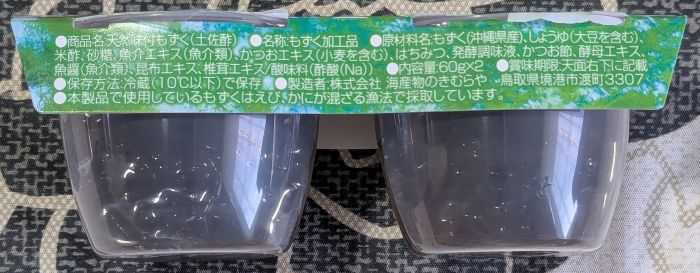 ●商品名:天然味付もずく(土佐酢) ●名称:もずく加工品 ●原材料名:もずく(沖縄県産)、しょうゆ(大豆を含む)、
米酢、砂糖、魚介エキス(魚介類)、かつおエキス(小麦を含む)、はちみつ、発酵調味液、かつお節、酵母エキス、
魚醤(魚介類)、昆布エキス、椎茸エキス/酸味料(酢酸(Na)) ●内容量:60g×2 ●賞味期限:天面右下に記載
●保存方法:冷蔵(10℃以下)で保存 ●製造者:株式会社 海産物のきむらや 鳥取県境港市渡町3307
●本製品で使用しているもずくはえび、かにが混ざる漁法で採取しています。